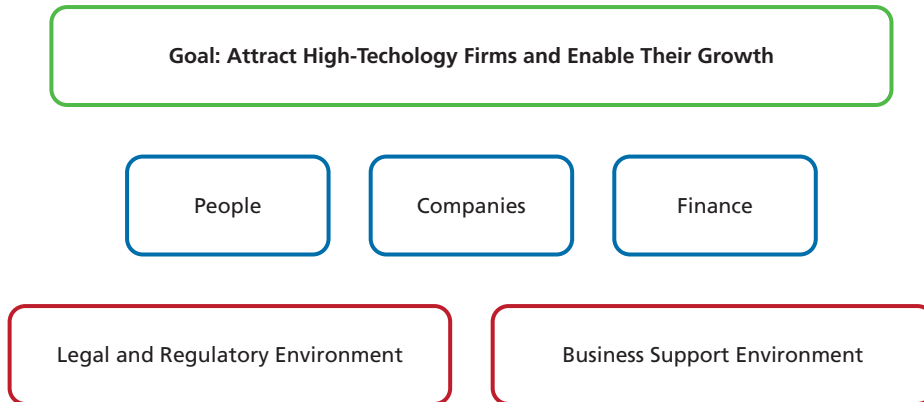 Goal: Attract High-Techology Firms and Enable Their Growth
People
Companies
Finance
Legal and Regulatory Environment
Business Support Environment